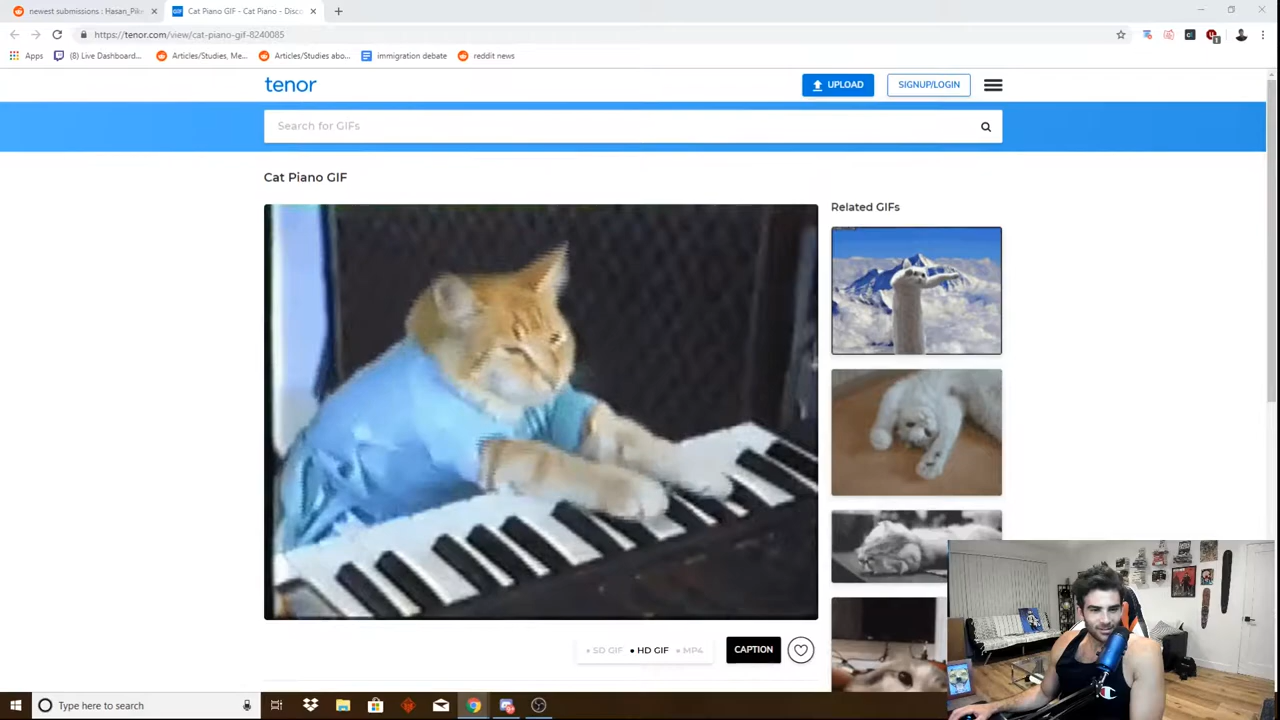 newest submissions : Hasan_Pik
GIF Cat Piano GIF - Cat Piano - Disco
https://tenor.com/view/cat-piano-gif-8240085
Apps
(8) Live Dashboard...
Articles/Studies, Me...
Articles/Studies abo...
immigration debate
reddit news
tenor
UPLOAD
SIGNUP/LOGIN
Search for GIFs
Cat Piano GIF
Related GIFs
SD GIF
HD GIF
MP4
CAPTION
Type here to search